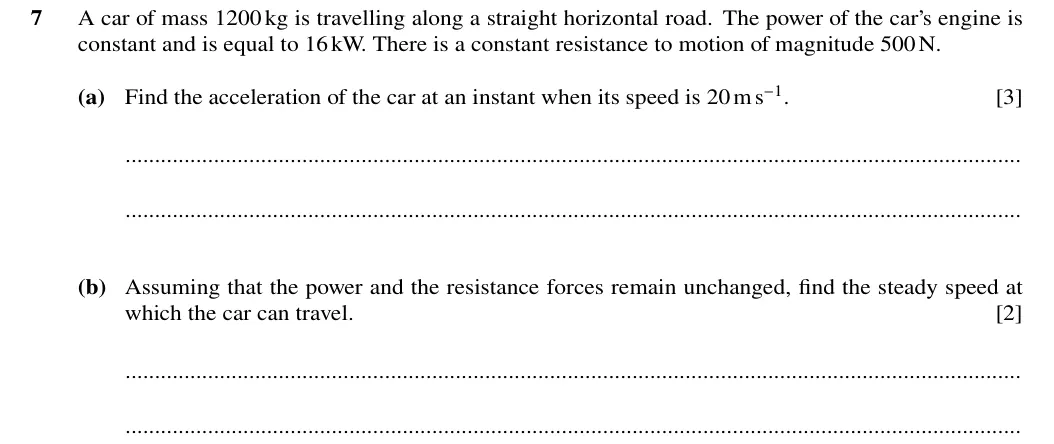 7 A car of mass 1200 kg is travelling along a straight horizontal road. The power of the car’s engine is
constant and is equal to 16 kW. There is a constant resistance to motion of magnitude 500 N.
(a) Find the acceleration of the car at an instant when its speed is 20 m s⁻¹. [3]
(b) Assuming that the power and the resistance forces remain unchanged, find the steady speed at
which the car can travel. [2]